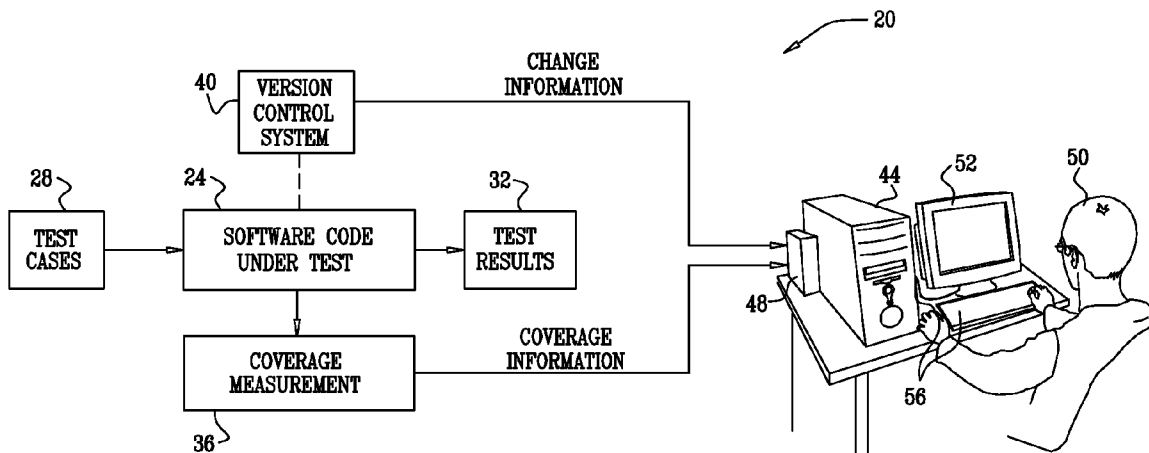 20
CHANGE
INFORMATION
40
VERSION
CONTROL
SYSTEM
28
24
32
44
52
50
TEST
CASES
SOFTWARE CODE
UNDER TEST
TEST
RESULTS
48
COVERAGE
MEASUREMENT
COVERAGE
INFORMATION
56
36